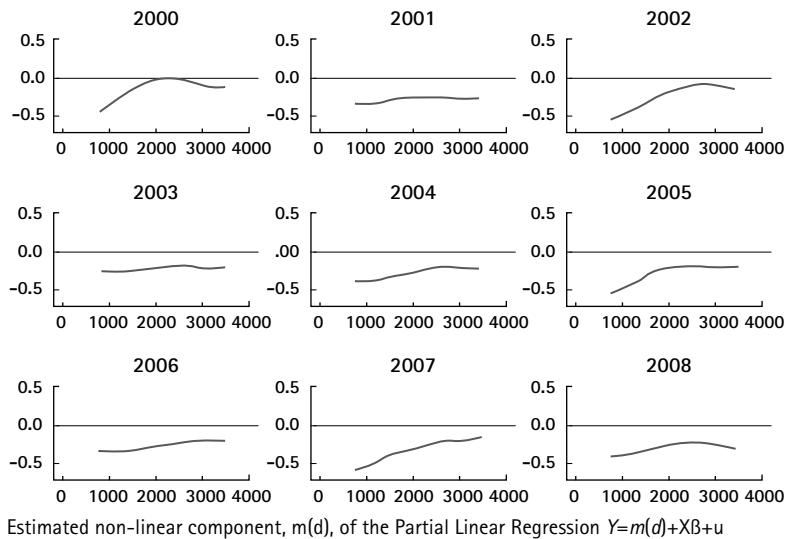 2000 2001 2002
0.5 0.5 0.5
0.0 0.0 0.0
−0.5 −0.5 −0.5
0 1000 2000 3000 4000 0 1000 2000 3000 4000 0 1000 2000 3000 4000
2003 2004 2005
0.5 0.5 0.5
0.0 .00 0.0
−0.5 −0.5 −0.5
0 1000 2000 3000 4000 0 1000 2000 3000 4000 0 1000 2000 3000 4000
2006 2007 2008
0.5 0.5 0.5
0.0 0.0 0.0
−0.5 −0.5 −0.5
0 1000 2000 3000 4000 0 1000 2000 3000 4000 0 1000 2000 3000 4000
Estimated non-linear component, m(d), of the Partial Linear Regression Y=m(d)+Xß+u